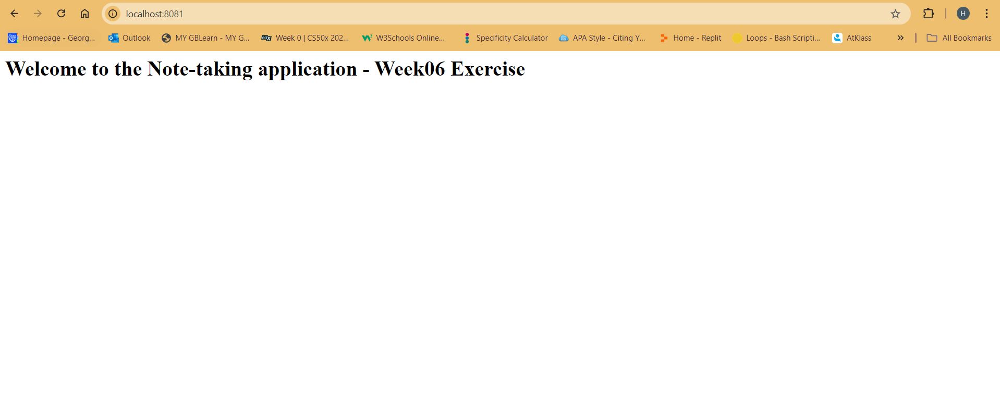 localhost:8081
H
Homepage - Georg...
Outlook
MY GBLearn - MY G...
edX
Week 0 | CS50x 202...
W3Schools Online...
Specificity Calculator
APA Style - Citing Y...
Home - Replit
Loops - Bash Scripti...
AtKlass
All Bookmarks
Welcome to the Note-taking application - Week06 Exercise